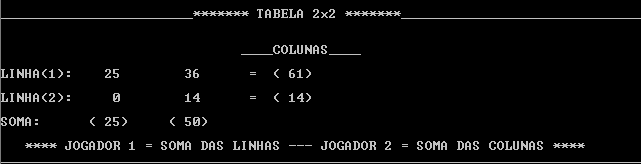 ******* TABELA 2x2 *******
____COLUNAS____
LINHA(1): 25 36 = ( 61)
LINHA(2): 0 14 = ( 14)
SOMA: ( 25) ( 50)
**** JOGADOR 1 = SOMA DAS LINHAS --- JOGADOR 2 = SOMA DAS COLUNAS ****